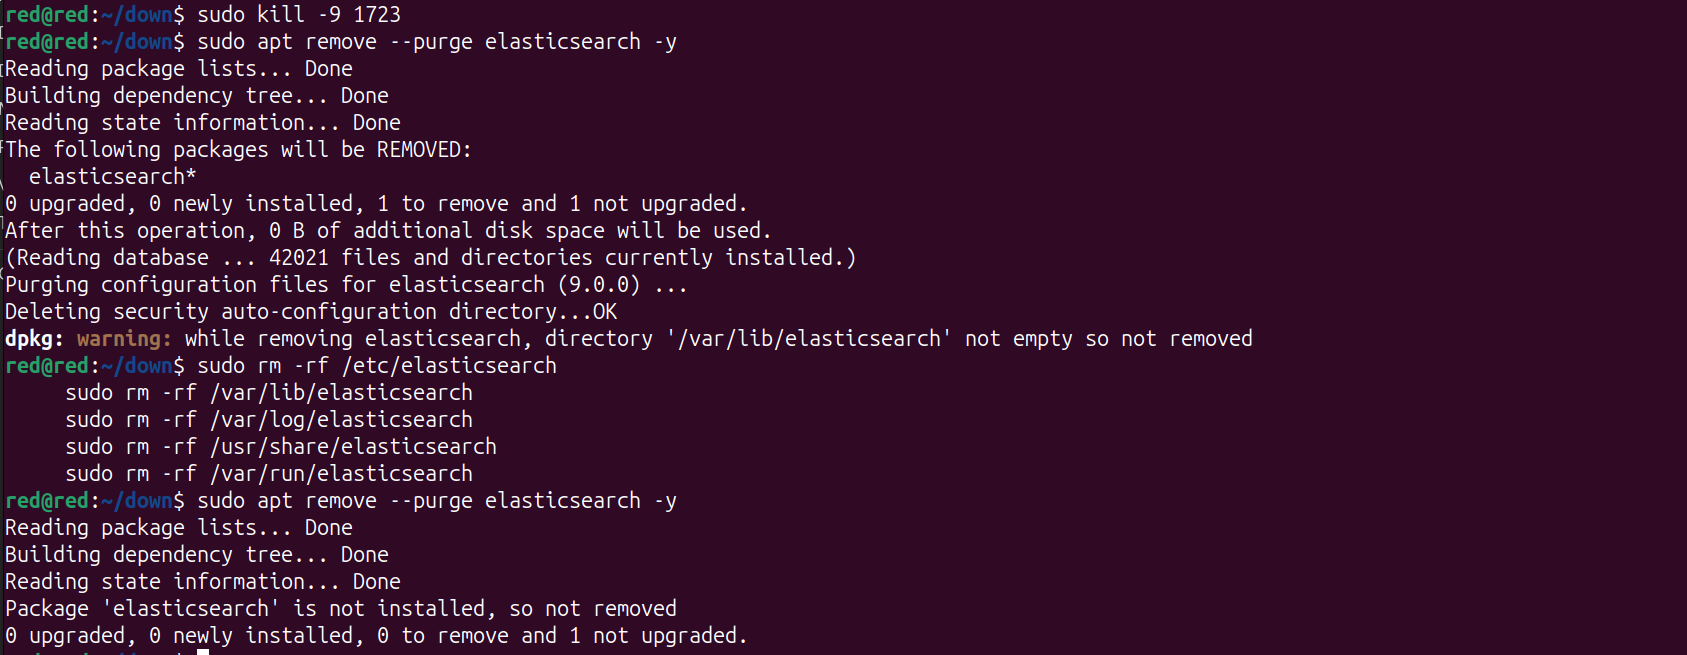 red@red:~/down$ sudo kill -9 1723
red@red:~/down$ sudo apt remove --purge elasticsearch -y
Reading package lists... Done
Building dependency tree... Done
Reading state information... Done
The following packages will be REMOVED:
  elasticsearch*
0 upgraded, 0 newly installed, 1 to remove and 1 not upgraded.
After this operation, 0 B of additional disk space will be used.
(Reading database ... 42021 files and directories currently installed.)
Purging configuration files for elasticsearch (9.0.0) ...
Deleting security auto-configuration directory...OK
dpkg: warning: while removing elasticsearch, directory '/var/lib/elasticsearch' not empty so not removed
red@red:~/down$ sudo rm -rf /etc/elasticsearch
     sudo rm -rf /var/lib/elasticsearch
     sudo rm -rf /var/log/elasticsearch
     sudo rm -rf /usr/share/elasticsearch
     sudo rm -rf /var/run/elasticsearch
red@red:~/down$ sudo apt remove --purge elasticsearch -y
Reading package lists... Done
Building dependency tree... Done
Reading state information... Done
Package 'elasticsearch' is not installed, so not removed
0 upgraded, 0 newly installed, 0 to remove and 1 not upgraded.